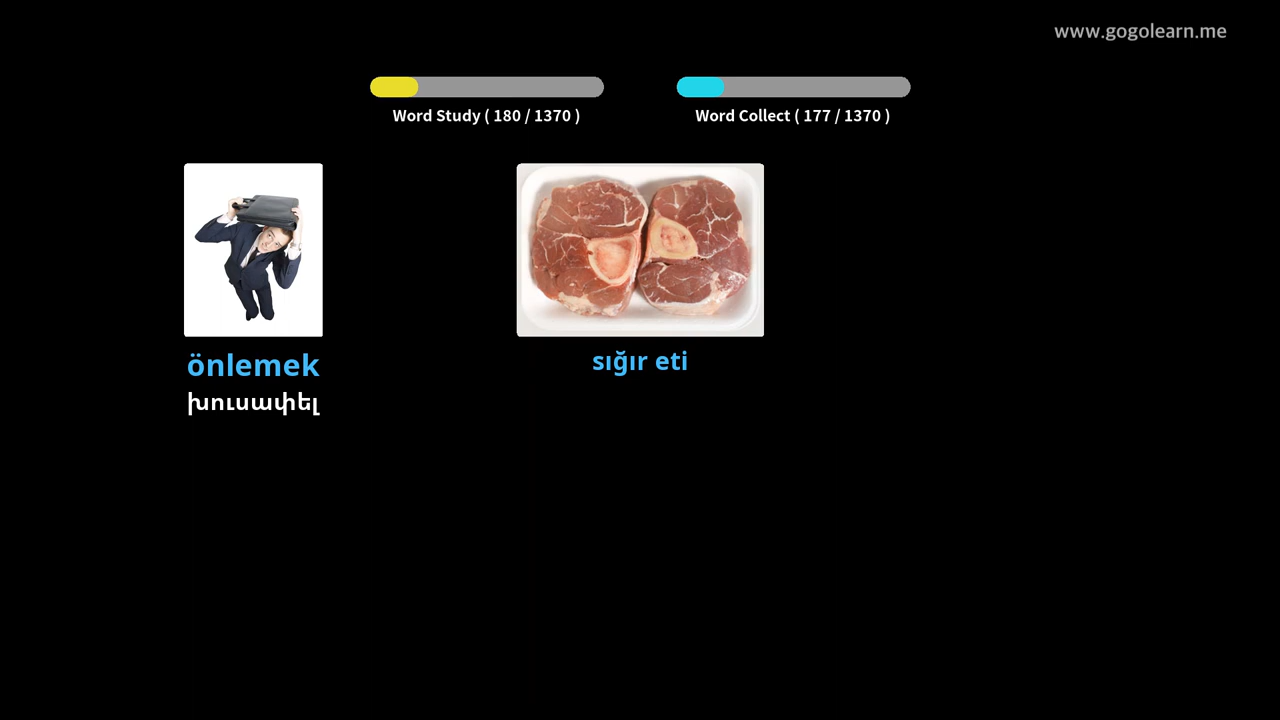 www.gogolearn.me
Word Study ( 180 / 1370 )
Word Collect ( 177 / 1370 )
önlemek
խուսափել
sığır eti